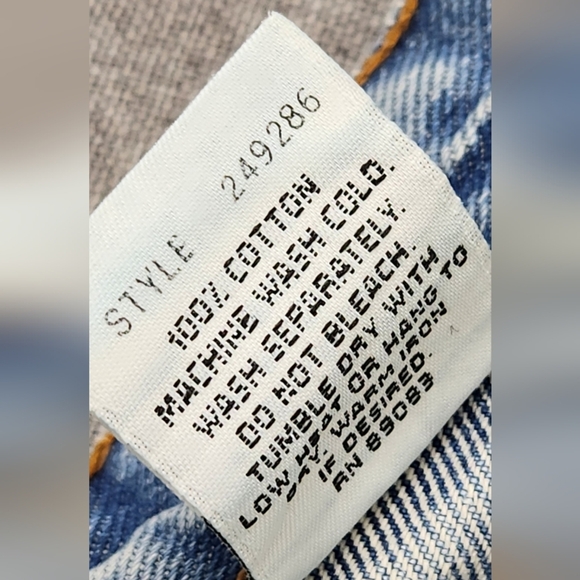 STYLE 249286
100% COTTON
MACHINE WASH COLD.
WASH SEPARATELY.
DO NOT BLEACH.
TUMBLE DRY WITH
LOW HEAT OR HANG TO
DRY. WARM IRON
IF DESIRED.
RN 89083